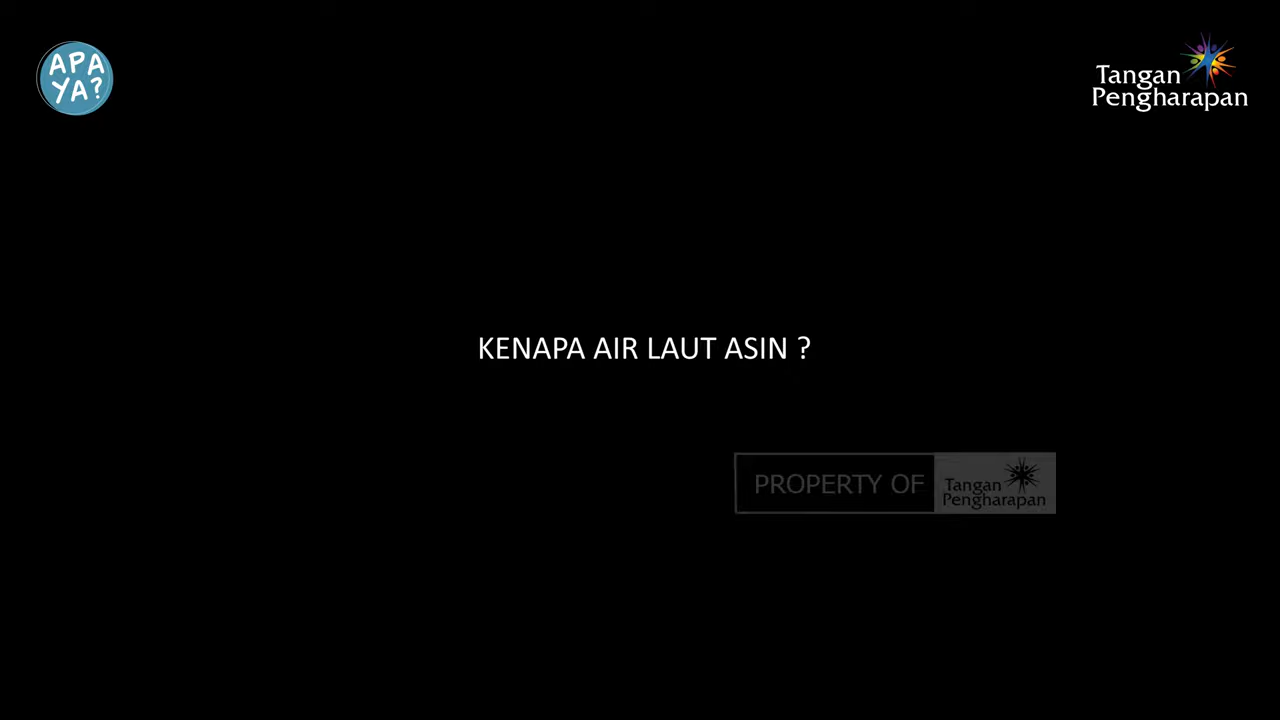 APA
YA?
Tangan
Pengharapan
KENAPA AIR LAUT ASIN ?
PROPERTY OF
Tangan
Pengharapan